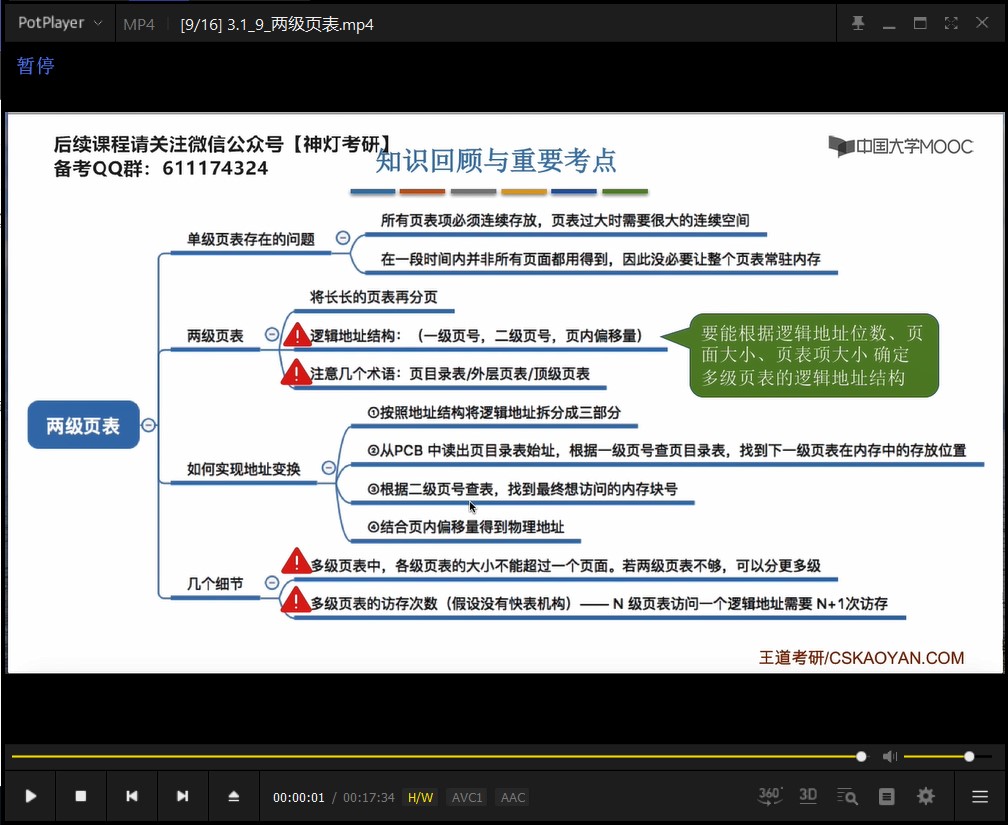 PotPlayer
MP4
[9/16] 3.1_9_两级页表.mp4
暂停
后续课程请关注微信公众号【神灯考研】
备考QQ群：611174324
知识回顾与重要考点
中国大学MOOC
单级页表存在的问题
所有页表项必须连续存放，页表过大时需要很大的连续空间
在一段时间内并非所有页面都用得到，因此没必要让整个页表常驻内存
两级页表
将长长的页表再分页
逻辑地址结构：（一级页号，二级页号，页内偏移量）
注意几个术语：页目录表/外层页表/顶级页表
要能根据逻辑地址位数、页
面大小、页表项大小 确定
多级页表的逻辑地址结构
两级页表
如何实现地址变换
①按照地址结构将逻辑地址拆分成三部分
②从PCB 中读出页目录表始址，根据一级页号查页目录表，找到下一级页表在内存中的存放位置
③根据二级页号查表，找到最终想访问的内存块号
④结合页内偏移量得到物理地址
几个细节
多级页表中，各级页表的大小不能超过一个页面。若两级页表不够，可以分更多级
多级页表的访存次数（假设没有快表机构）—— N 级页表访问一个逻辑地址需要 N+1次访存
王道考研/CSKAOYAN.COM
00:00:01 / 00:17:34 H/W AVC1 AAC
360° 3D